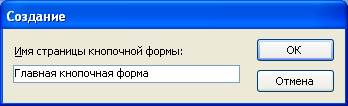 Создание
Имя страницы кнопочной формы:
OK
Главная кнопочная форма
Отмена